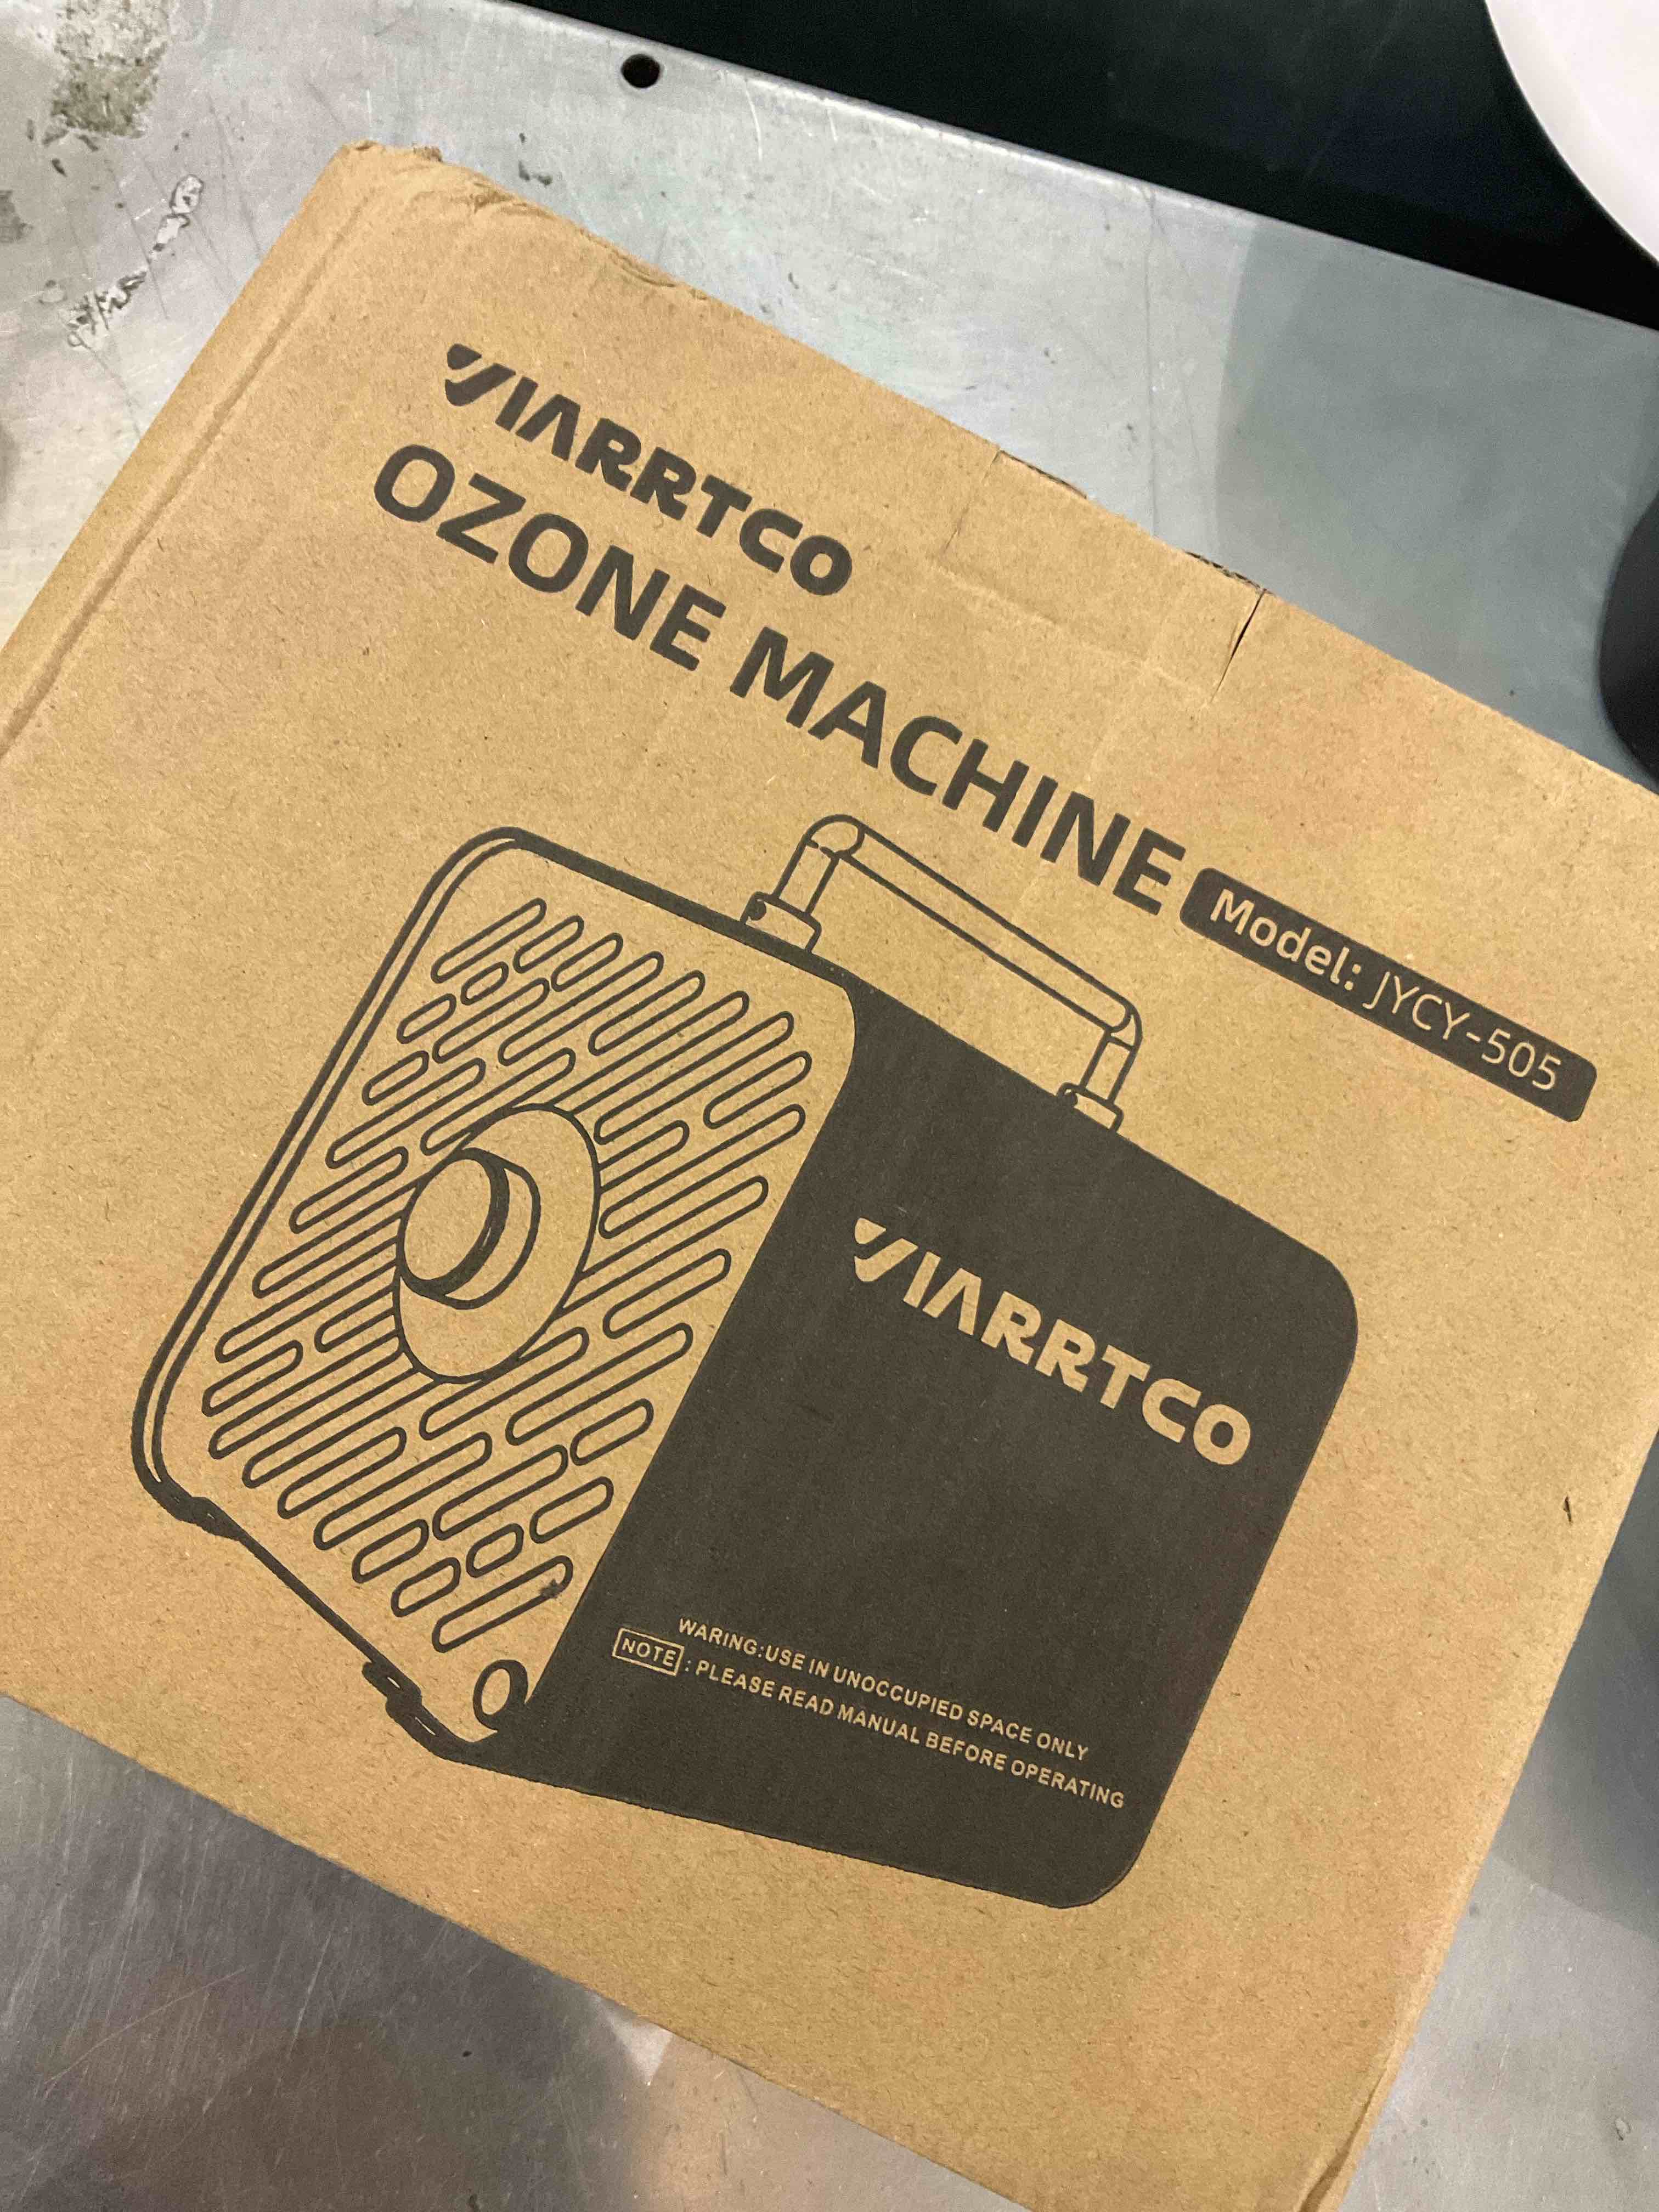 VIARRTCO
OZONE MACHINE
Model: JYCY-505
VIARRTCO
WARING:USE IN UNOCCUPIED SPACE ONLY
NOTE: PLEASE READ MANUAL BEFORE OPERATING